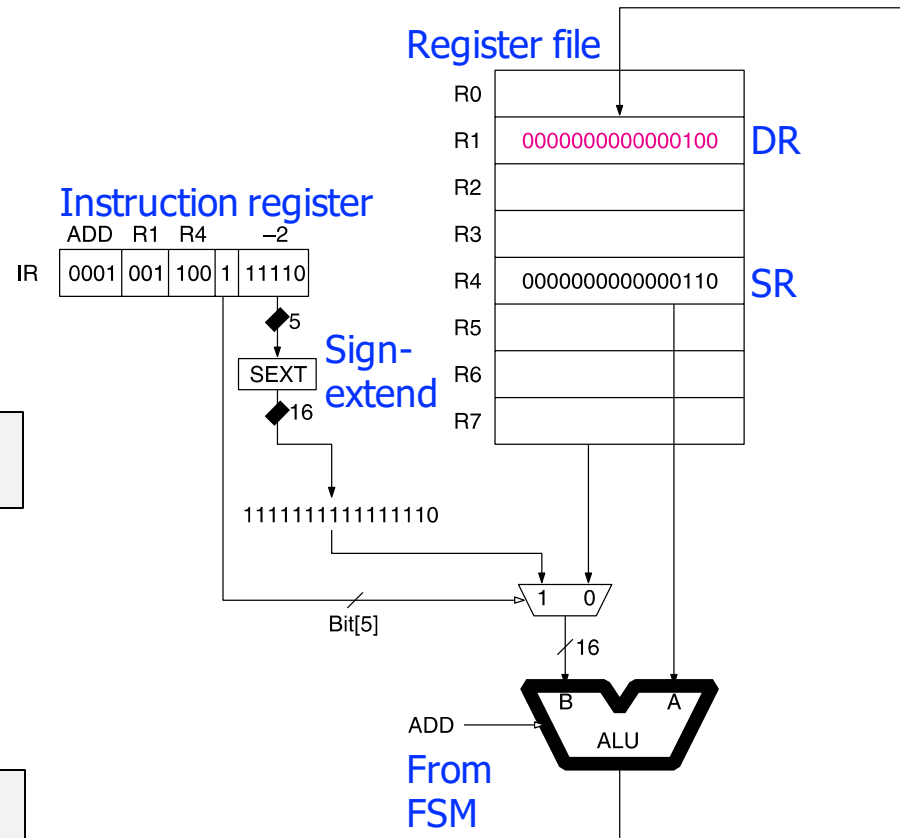 Register file
R0
R1 0000000000000100 DR
R2
Instruction register
R3
ADD R1 R4 –2
IR 0001 001 100 1 11110
R4 0000000000000110 SR
R5
5
Sign-
extend
SEXT
R6
16
R7
1111111111111110
1 0
Bit[5]
16
B A
ADD
ALU
From
FSM